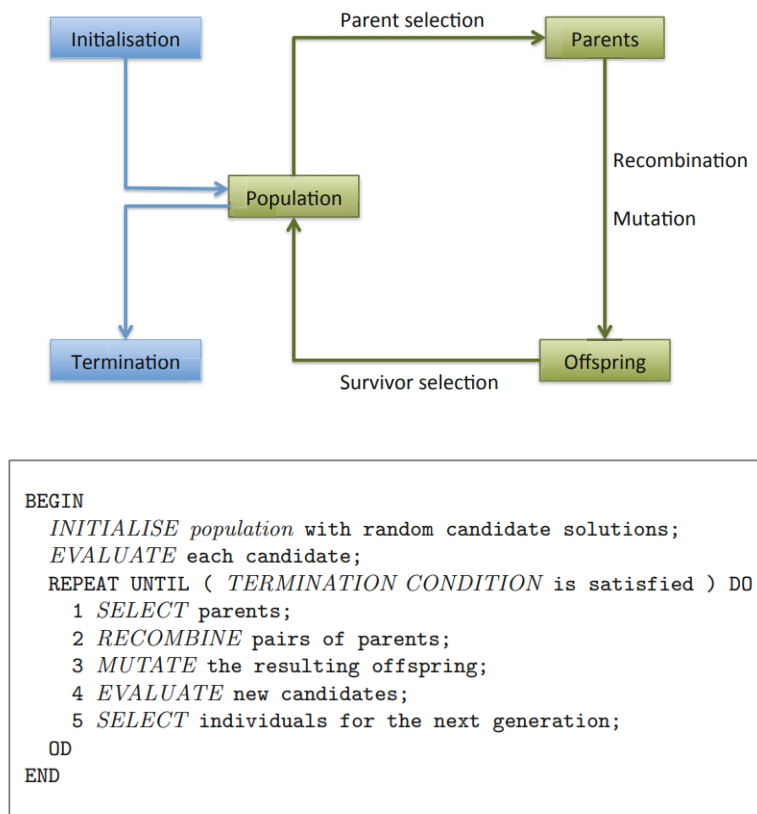 Parent selection
Initialisation
Parents
Recombination
Population
Mutation
Termination
Offspring
Survivor selection
BEGIN
INITIALISE population with random candidate solutions;
EVALUATE each candidate;
REPEAT UNTIL ( TERMINATION CONDITION is satisfied ) DO
1 SELECT parents;
2 RECOMBINE pairs of parents;
3 MUTATE the resulting offspring;
4 EVALUATE new candidates;
5 SELECT individuals for the next generation;
OD
END